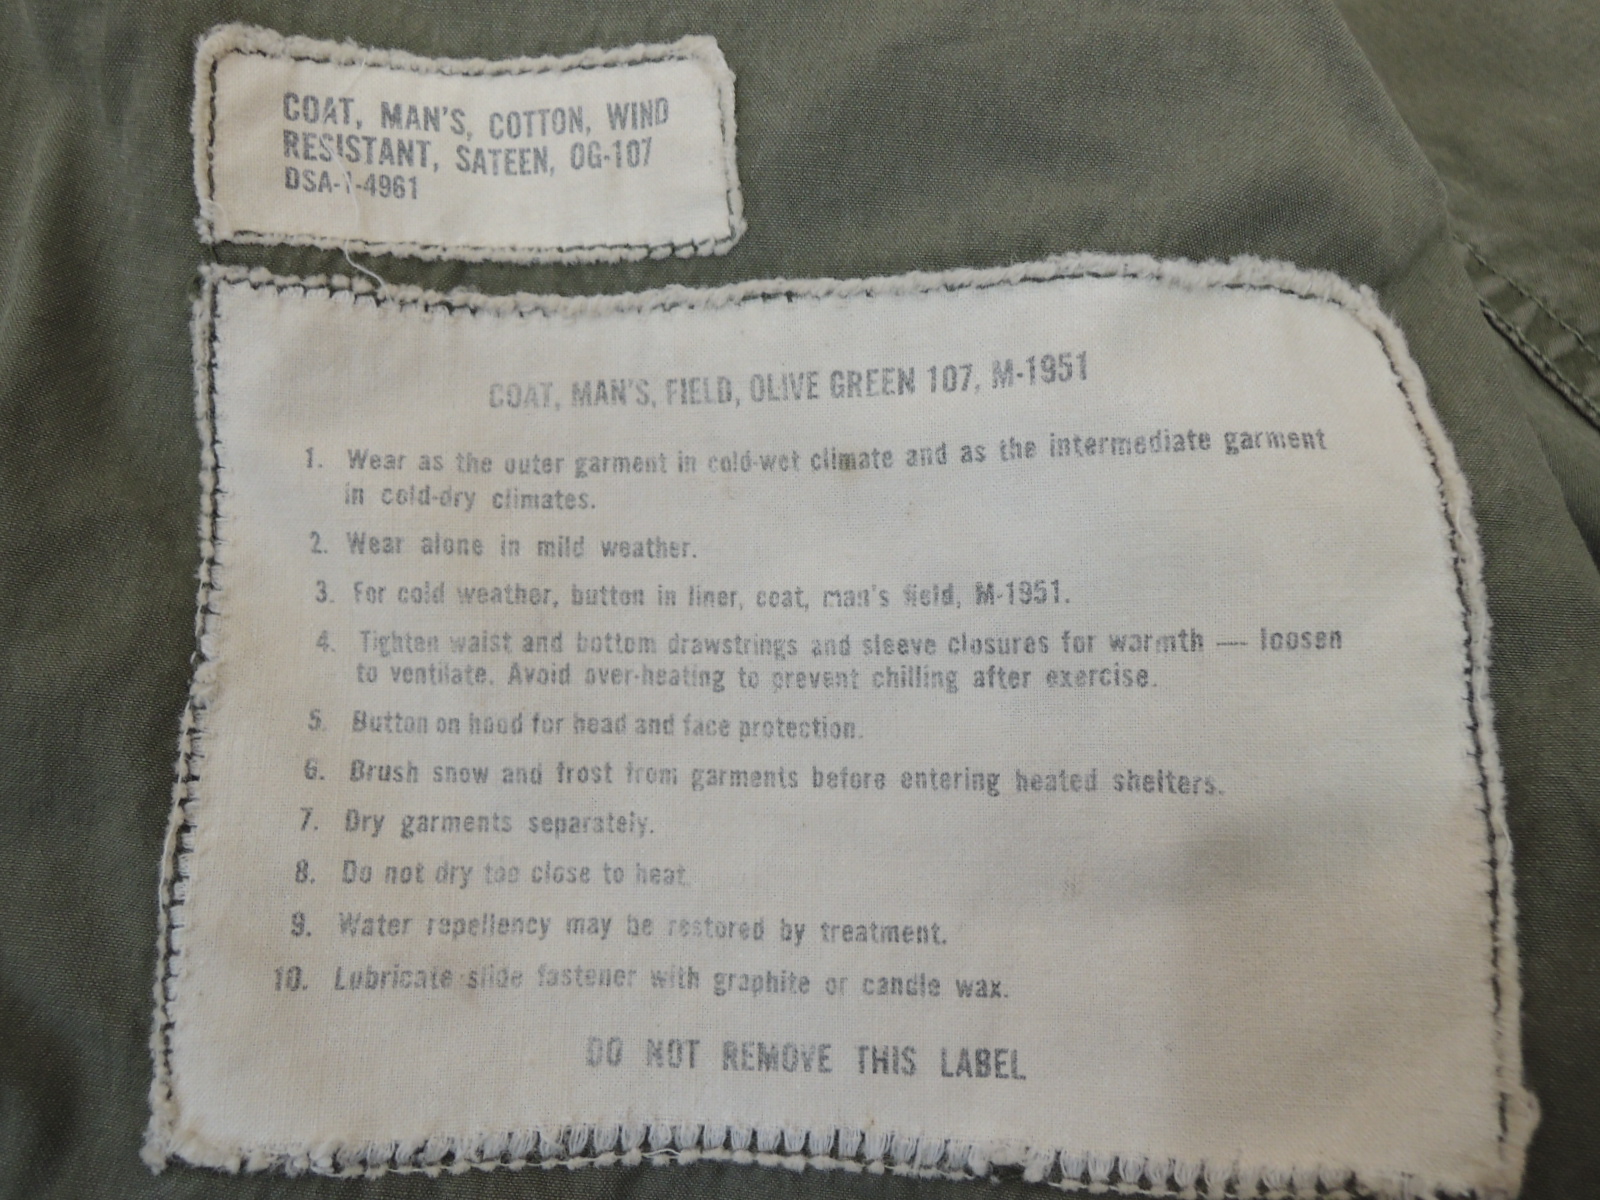 COAT, MAN'S, COTTON, WIND
RESISTANT, SATEEN, OG-107
DSA-1-4961
COAT, MAN'S, FIELD, OLIVE GREEN 107, M-1951
1. Wear as the outer garment in cold-wet climate and as the intermediate garment
in cold-dry climates.
2. Wear alone in mild weather.
3. For cold weather, button in liner, coat, man's field, M-1951.
4. Tighten waist and bottom drawstrings and sleeve closures for warmth — loosen
to ventilate. Avoid over-heating to prevent chilling after exercise.
5. Button on hood for head and face protection.
6. Brush snow and frost from garments before entering heated shelters.
7. Dry garments separately.
8. Do not dry too close to heat.
9. Water repellency may be restored by treatment.
10. Lubricate slide fastener with graphite or candle wax.
DO NOT REMOVE THIS LABEL